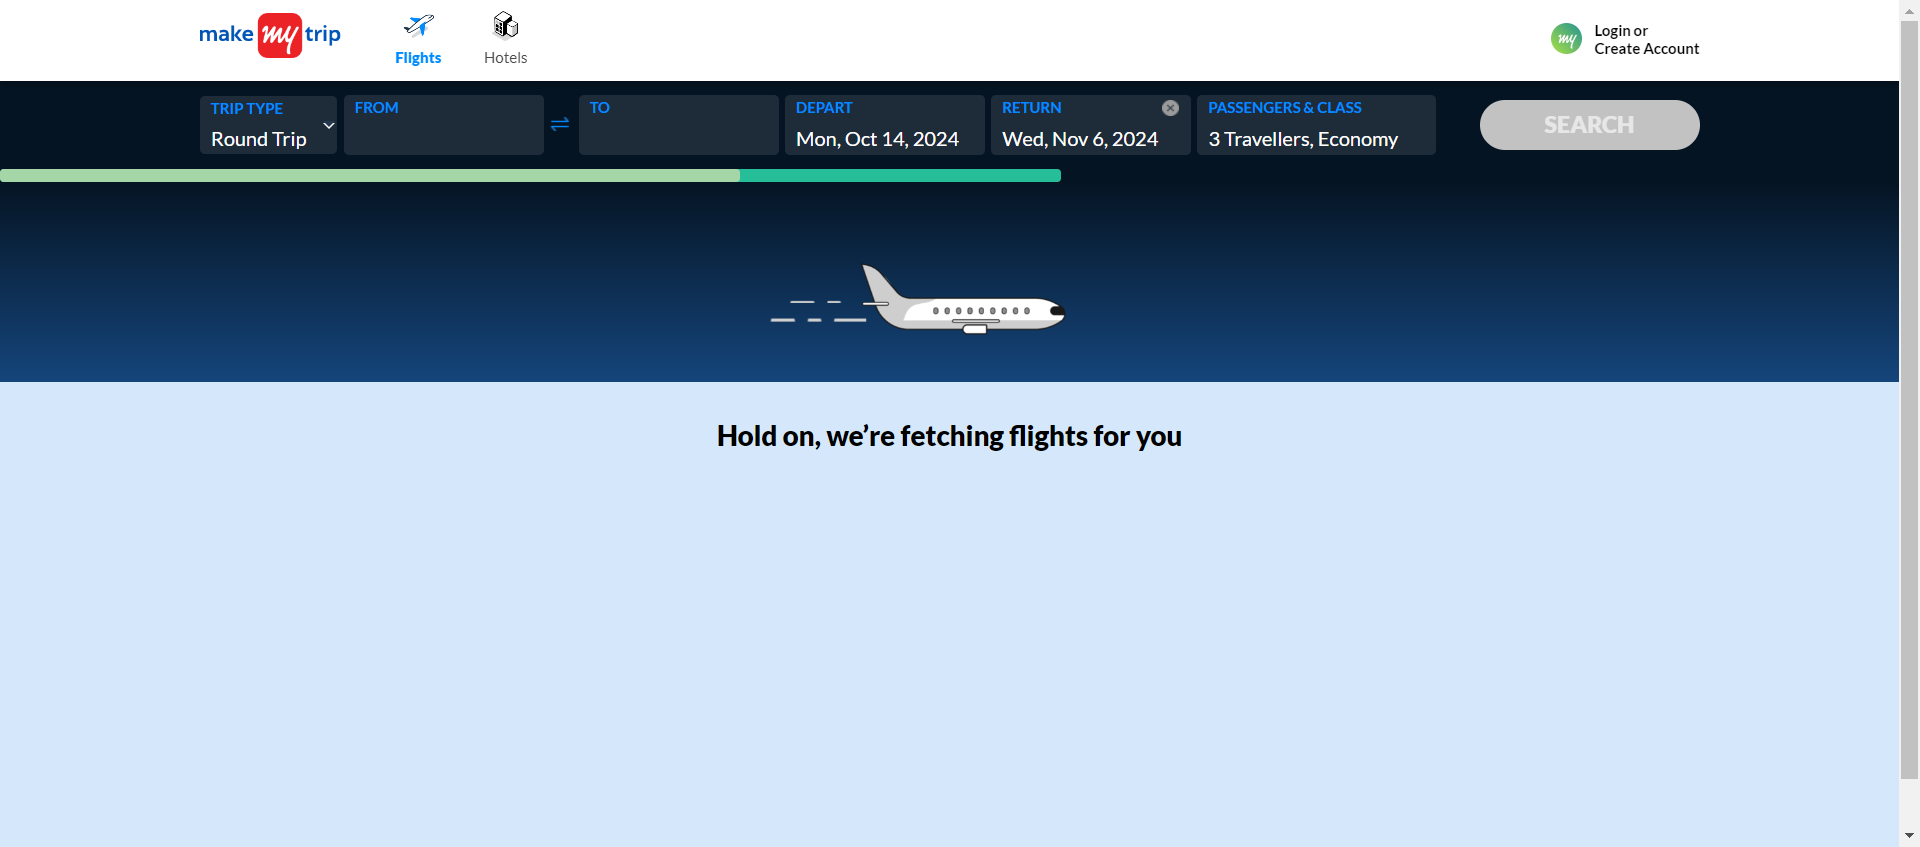 make my trip
Flights
Hotels
my
Login or
Create Account
TRIP TYPE
Round Trip
FROM
TO
DEPART
Mon, Oct 14, 2024
RETURN
Wed, Nov 6, 2024
PASSENGERS & CLASS
3 Travellers, Economy
SEARCH
Hold on, we’re fetching flights for you